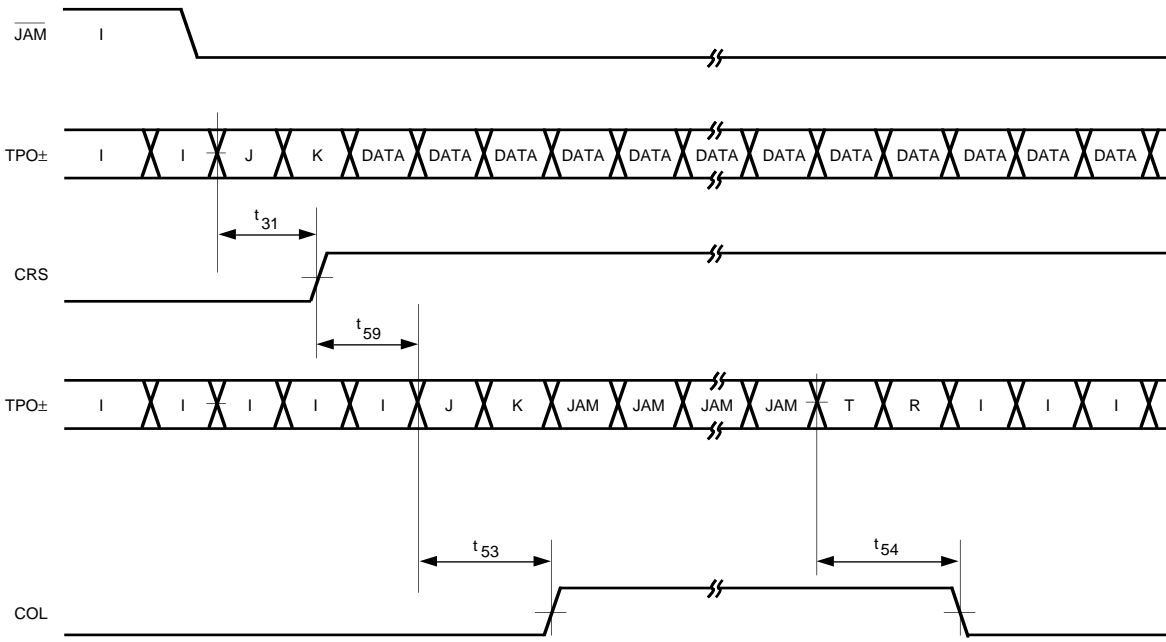 JAM I
TPO± I I J K DATA DATA DATA DATA DATA DATA DATA DATA DATA DATA DATA DATA
t31
CRS
t59
TPO± I I I I I J K JAM JAM JAM JAM T R I I I
t53 t54
COL